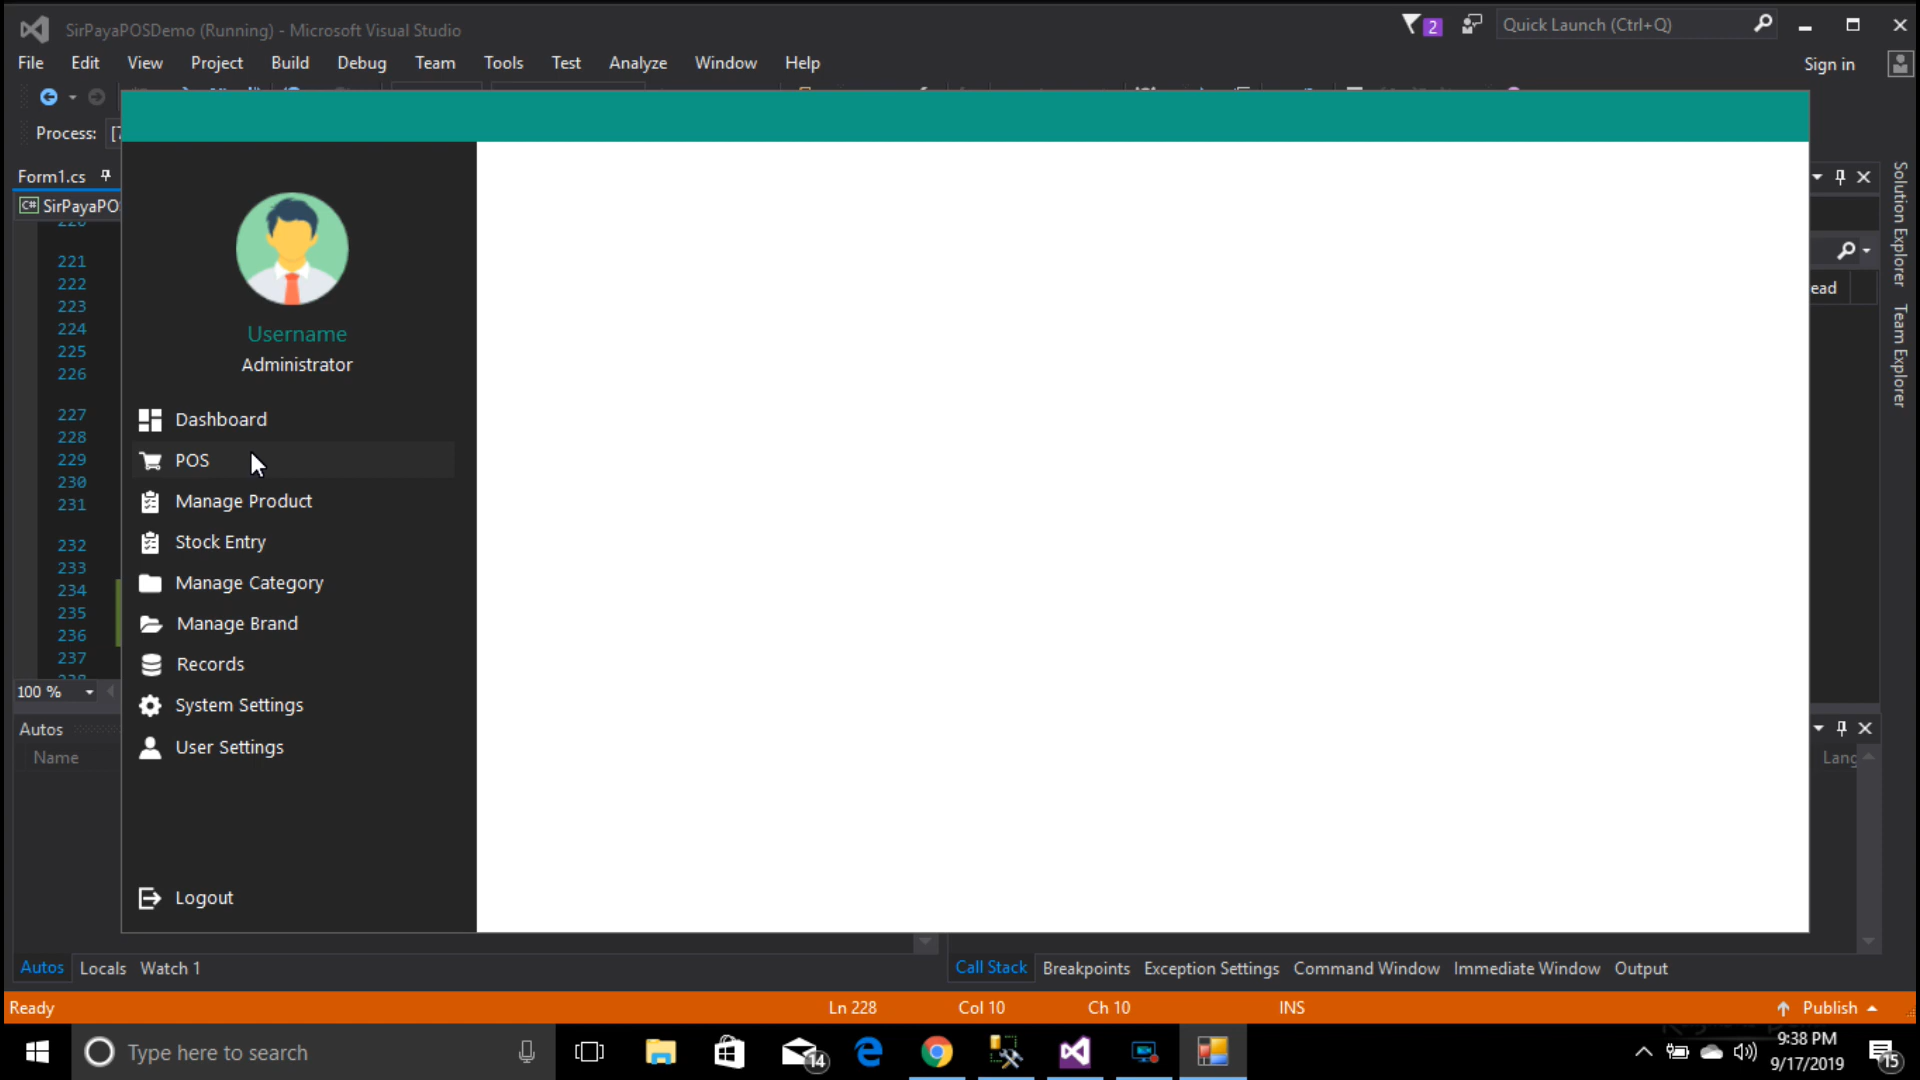 SirPayaPOSDemo (Running) - Microsoft Visual Studio
2
Quick Launch (Ctrl+Q)
File Edit View Project Build Debug Team Tools Test Analyze Window Help
Sign in
Process:
Form1.cs
C# SirPayaPO
221
222
223
224
225
226
227
228
229
230
231
232
233
234
235
236
237
100 %
Username
Administrator
Dashboard
POS
Manage Product
Stock Entry
Manage Category
Manage Brand
Records
System Settings
User Settings
Logout
Solution Explorer
Team Explorer
ead
Autos
Name
Lang
Autos Locals Watch 1
Call Stack Breakpoints Exception Settings Command Window Immediate Window Output
Ready
Ln 228 Col 10 Ch 10 INS
Publish
Type here to search
14
9:38 PM
9/17/2019
15